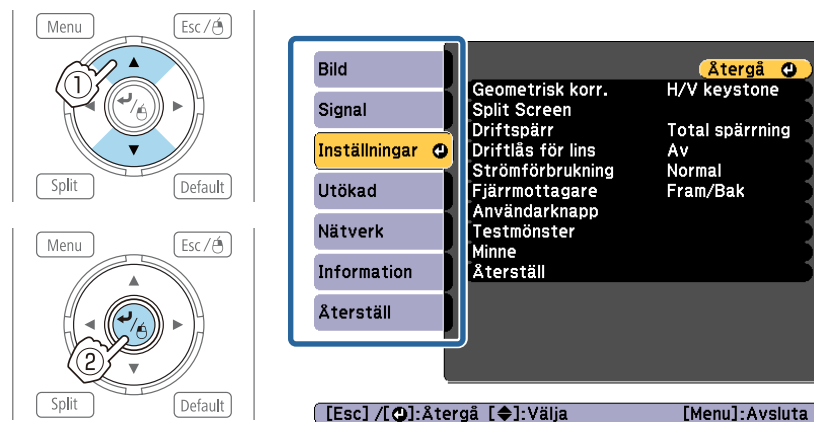 Menu
Esc/
1
Split
Default
Menu
Esc/
2
Split
Default
Bild
Signal
Inställningar
Utökad
Nätverk
Information
Återställ
Återgå
Geometrisk korr. H/V keystone
Split Screen
Driftspärr Total spärrning
Driftlås för lins Av
Strömförbrukning Normal
Fjärrmottagare Fram/Bak
Användarknapp
Testmönster
Minne
Återställ
[Esc] /[ ]:Återgå [ ]:Välja [Menu]:Avsluta